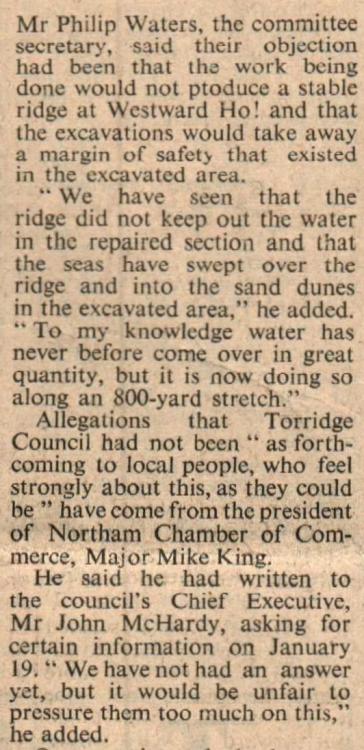 Mr Philip Waters, the committee
secretary, said their objection
had been that the work being
done would not ptoduce a stable
ridge at Westward Ho! and that
the excavations would take away
a margin of safety that existed
in the excavated area.
“ We have seen that the
ridge did not keep out the water
in the repaired section and that
the seas have swept over the
ridge and into the sand dunes
in the excavated area,” he added.
“ To my knowledge water has
never before come over in great
quantity, but it is now doing so
along an 800-yard stretch.”
Allegations that Torridge
Council had not been “ as forth-
coming to local people, who feel
strongly about this, as they could
be ” have come from the president
of Northam Chamber of Com-
merce, Major Mike King.
He said he had written to
the council's Chief Executive,
Mr John McHardy, asking for
certain information on January
19. “ We have not had an answer
yet, but it would be unfair to
pressure them too much on this,”
he added.